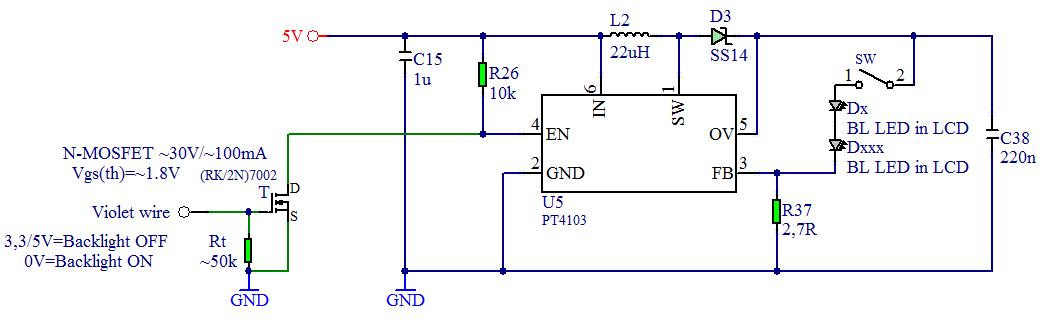 5V
L2
22uH
D3
SS14
C15
1u
R26
10k
SW
1
2
6
IN
1
SW
4
EN
OV
5
2
GND
FB
3
U5
PT4103
Dx
BL LED in LCD
Dxxx
BL LED in LCD
C38
220n
N-MOSFET ~30V/~100mA
Vgs(th)=~1.8V (RK/2N)7002
T
D
S
Violet wire
3,3/5V=Backlight OFF
0V=Backlight ON
Rt
~50k
R37
2,7R
GND
GND